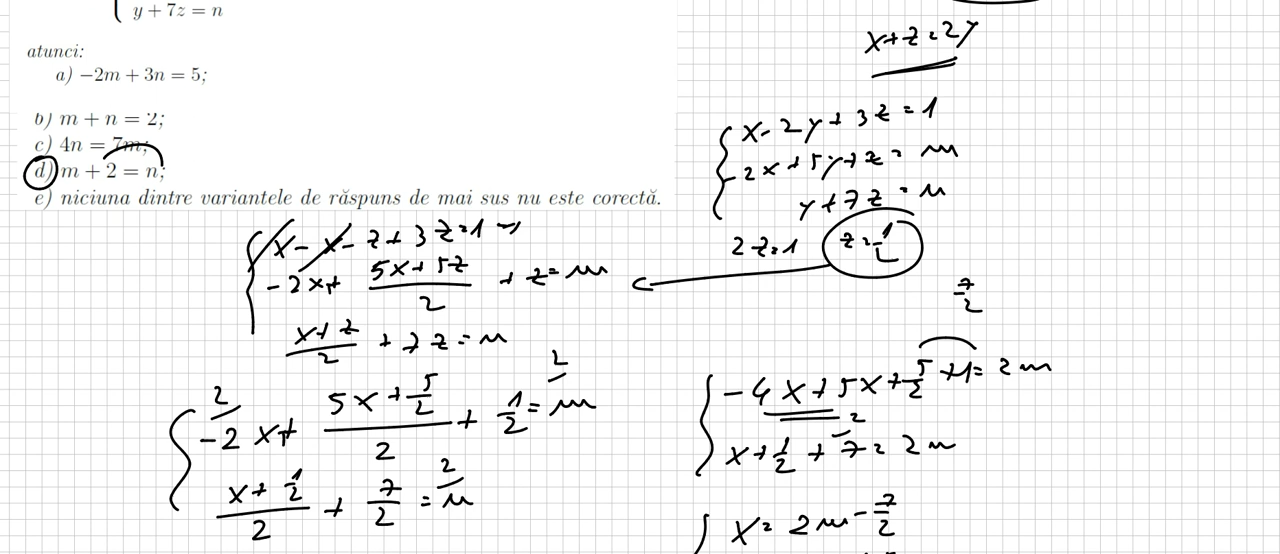 y + 7z = n
atunci:
a) −2m + 3n = 5;
b) m + n = 2;
c) 4n = 7m;
d) m + 2 = n;
e) niciuna dintre variantele de răspuns de mai sus nu este corectă.
x+z=2y
x-2y+3z=1
-2x+5y+z=m
y+7z=n
x-x-z+3z=1 =>
2z=1
z=1/2
-2x+ (5x+5z)/2 + z=m
(x+z)/2 + 7z=n
7/2
-2x+ (5x+5/2)/2 + 1/2=m
(x+1/2)/2 + 7/2=n
-4x+5x+5/2+1=2m
x+1/2+7=2n
x=2m-7/2